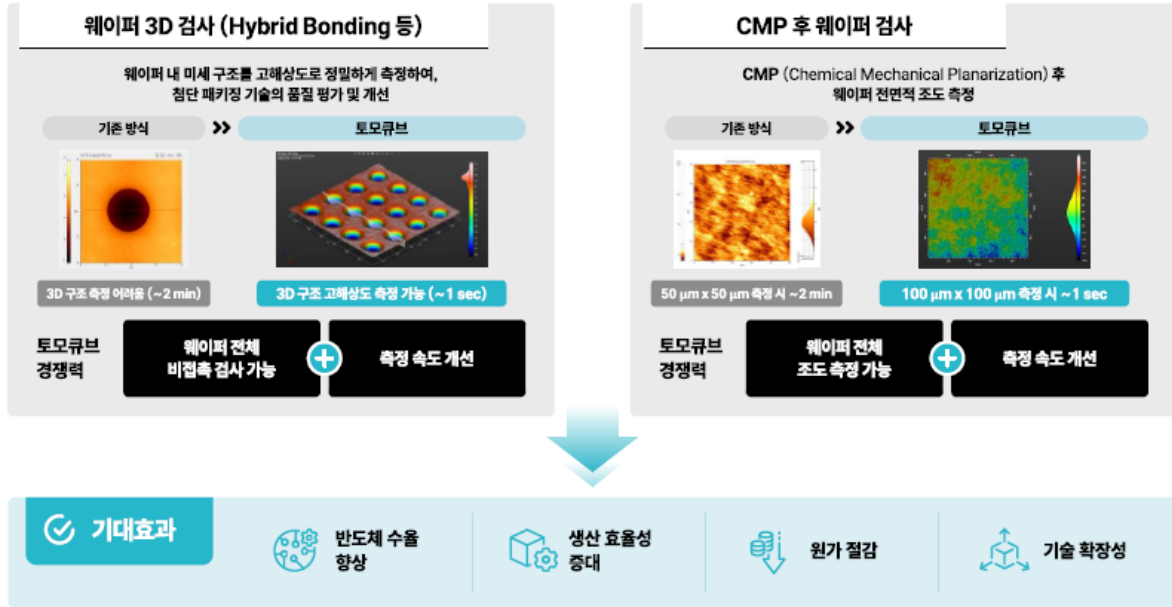 웨이퍼 3D 검사 (Hybrid Bonding 등)
웨이퍼 내 미세 구조를 고해상도로 정밀하게 측정하여,
첨단 패키징 기술의 품질 평가 및 개선
기존 방식
토모큐브
3D 구조 측정 어려움 (~2 min)
3D 구조 고해상도 측정 가능 (~1 sec)
토모큐브
경쟁력
웨이퍼 전체
비접촉 검사 가능
+
측정 속도 개선
CMP 후 웨이퍼 검사
CMP (Chemical Mechanical Planarization) 후
웨이퍼 전면적 조도 측정
기존 방식
토모큐브
50 μm x 50 μm 측정 시 ~2 min
100 μm x 100 μm 측정 시 ~1 sec
토모큐브
경쟁력
웨이퍼 전체
조도 측정 가능
+
측정 속도 개선
기대효과
반도체 수율
향상
생산 효율성
증대
원가 절감
기술 확장성